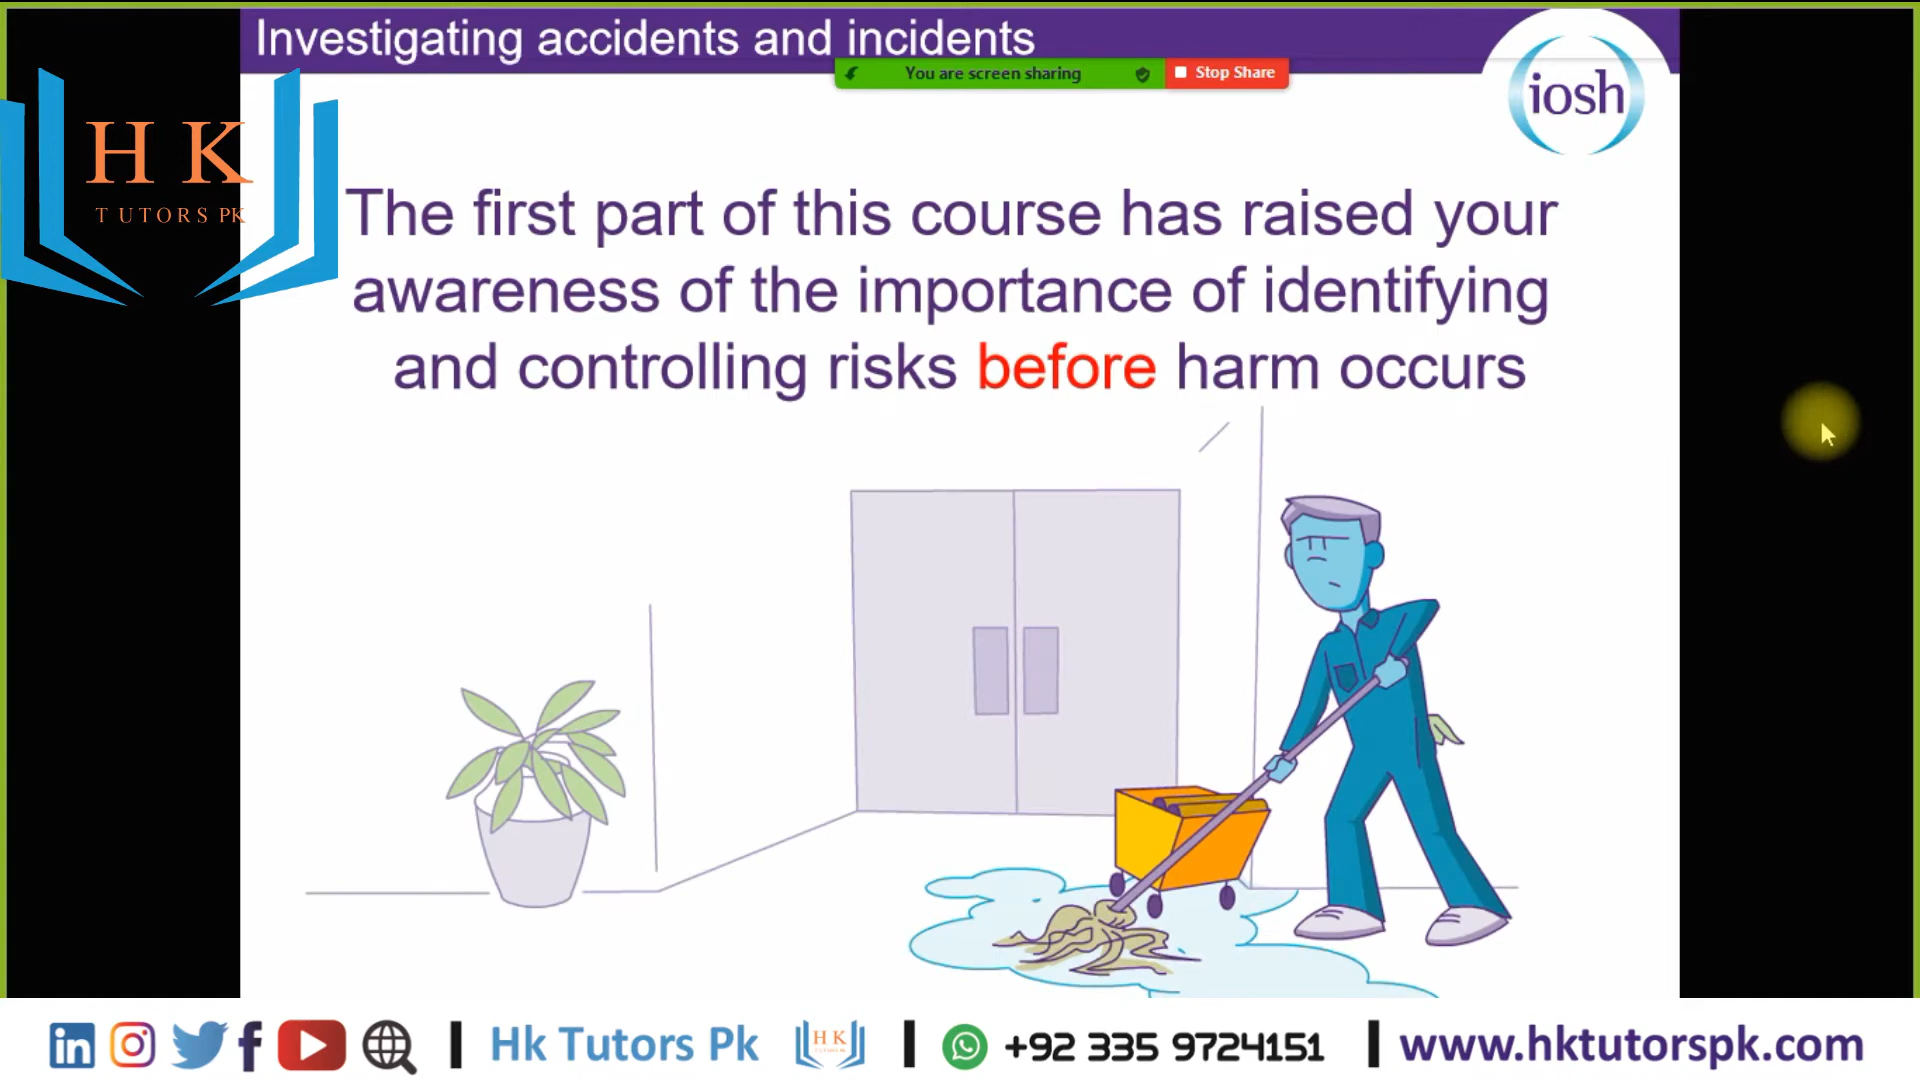 Investigating accidents and incidents
You are screen sharing
Stop Share
iosh
H K
TUTORS PK
The first part of this course has raised your
awareness of the importance of identifying
and controlling risks before harm occurs
in
Hk Tutors Pk
H K
+92 335 9724151
www.hktutorspk.com